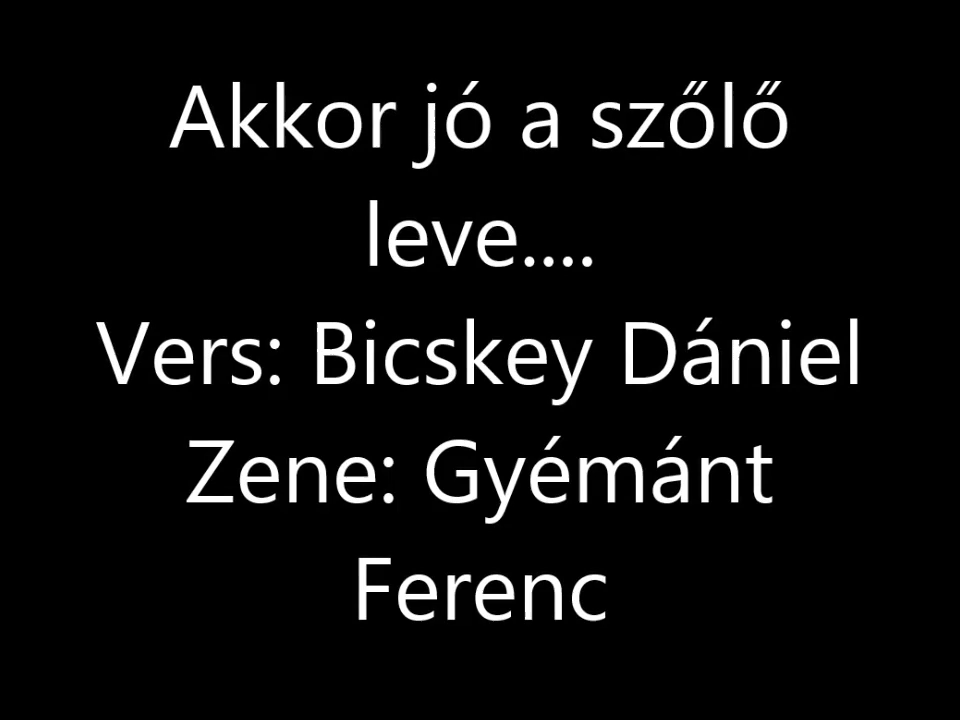 Akkor jó a szőlő
leve....
Vers: Bicskey Dániel
Zene: Gyémánt
Ferenc